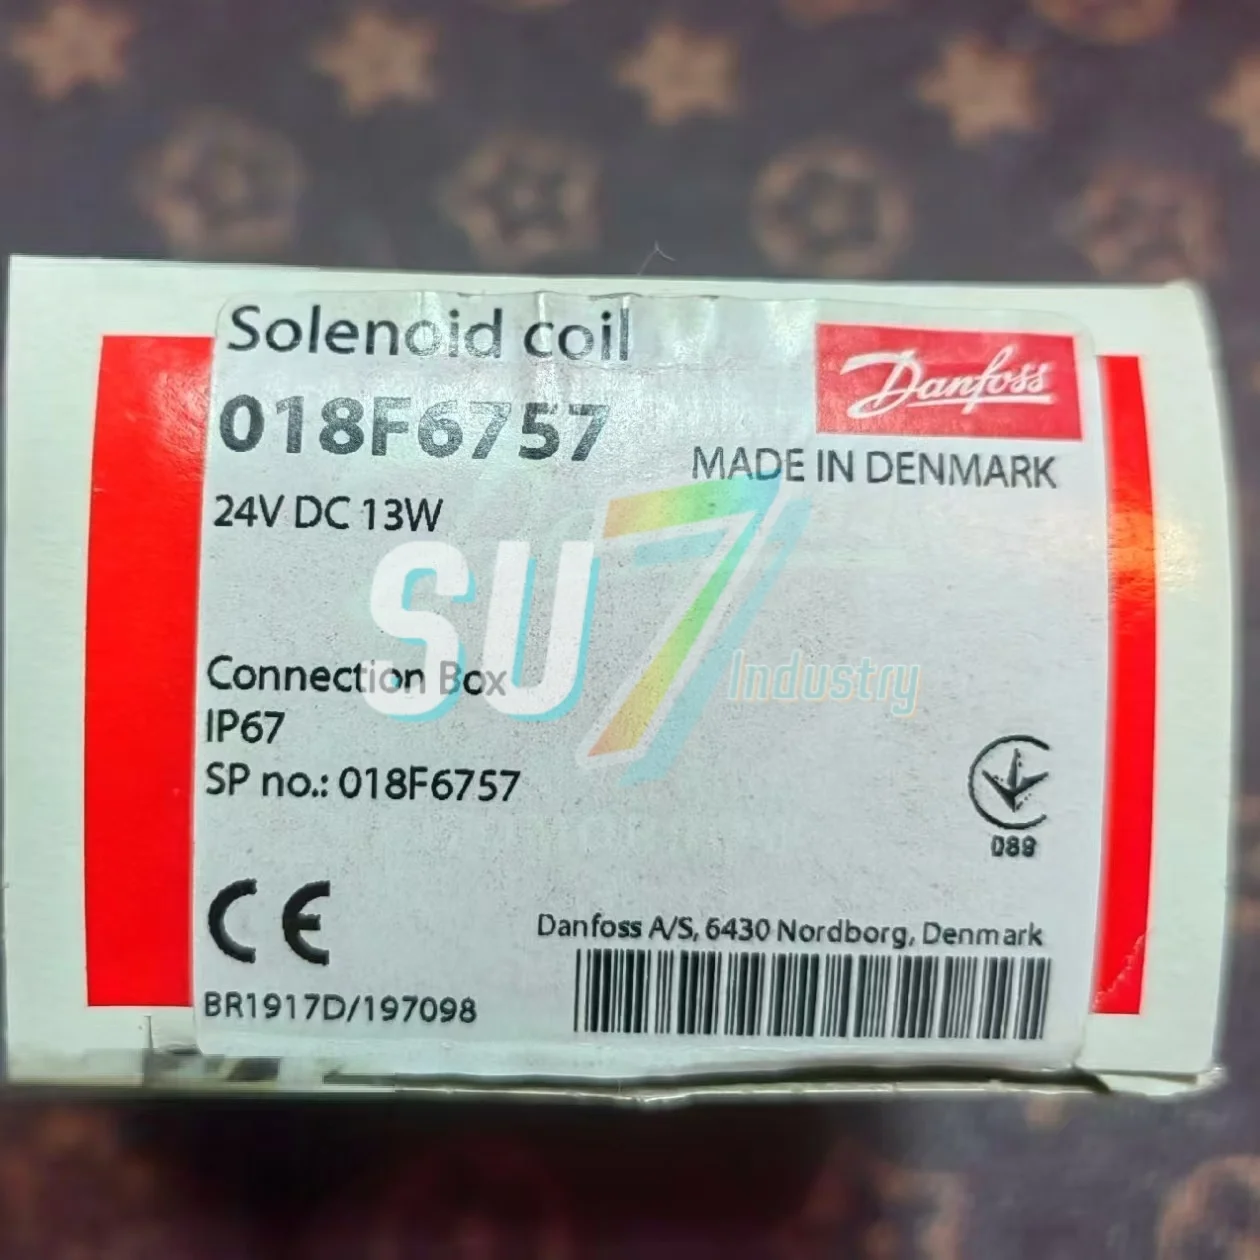 Solenoid coil
Danfoss
018F6757
MADE IN DENMARK
24V DC 13W
SU7
Industry
Connection Box
IP67
SP no.: 018F6757
089
CE
Danfoss A/S, 6430 Nordborg, Denmark
BR1917D/197098